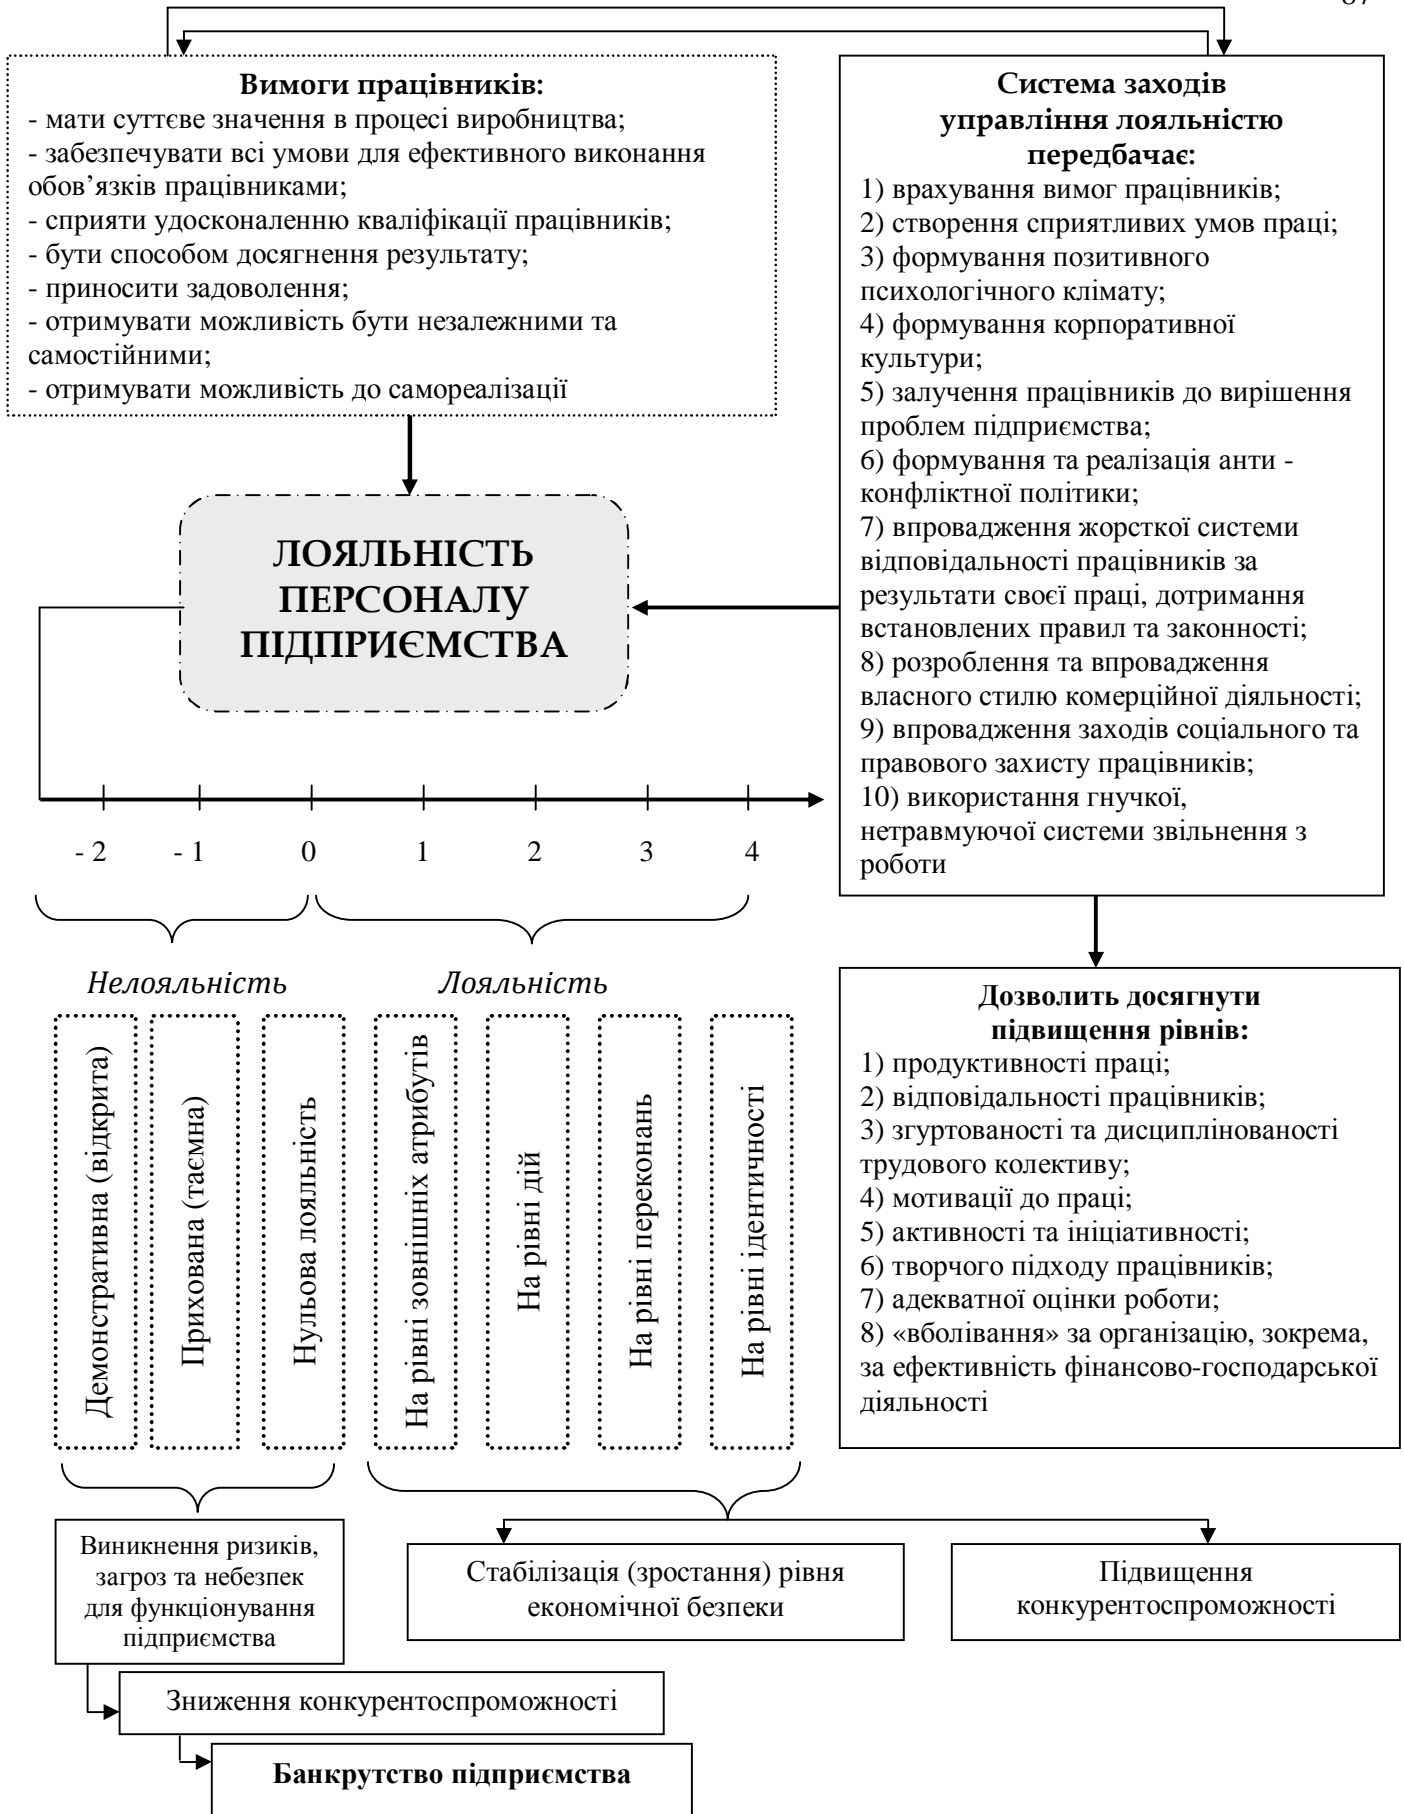 Вимоги працівників:
- мати суттєве значення в процесі виробництва;
- забезпечувати всі умови для ефективного виконання
обов’язків працівниками;
- сприяти удосконаленню кваліфікації працівників;
- бути способом досягнення результату;
- приносити задоволення;
- отримувати можливість бути незалежними та
самостійними;
- отримувати можливість до самореалізації
Система заходів
управління лояльністю
передбачає:
1) врахування вимог працівників;
2) створення сприятливих умов праці;
3) формування позитивного
психологічного клімату;
4) формування корпоративної
культури;
5) залучення працівників до вирішення
проблем підприємства;
6) формування та реалізація анти -
конфліктної політики;
7) впровадження жорсткої системи
відповідальності працівників за
результати своєї праці, дотримання
встановлених правил та законності;
8) розроблення та впровадження
власного стилю комерційної діяльності;
9) впровадження заходів соціального та
правового захисту працівників;
10) використання гнучкої,
нетравмуючої системи звільнення з
роботи
ЛОЯЛЬНІСТЬ
ПЕРСОНАЛУ
ПІДПРИЄМСТВА
- 2 - 1 0 1 2 3 4
Нелояльність Лояльність
Демонстративна (відкрита)
Прихована (таємна)
Нульова лояльність
На рівні зовнішніх атрибутів
На рівні дій
На рівні переконань
На рівні ідентичності
Дозволить досягнути
підвищення рівнів:
1) продуктивності праці;
2) відповідальності працівників;
3) згуртованості та дисциплінованості
трудового колективу;
4) мотивації до праці;
5) активності та ініціативності;
6) творчого підходу працівників;
7) адекватної оцінки роботи;
8) «вболівання» за організацію, зокрема,
за ефективність фінансово-господарської
діяльності
Виникнення ризиків,
загроз та небезпек
для функціонування
підприємства
Стабілізація (зростання) рівня
економічної безпеки
Підвищення
конкурентоспроможності
Зниження конкурентоспроможності
Банкрутство підприємства